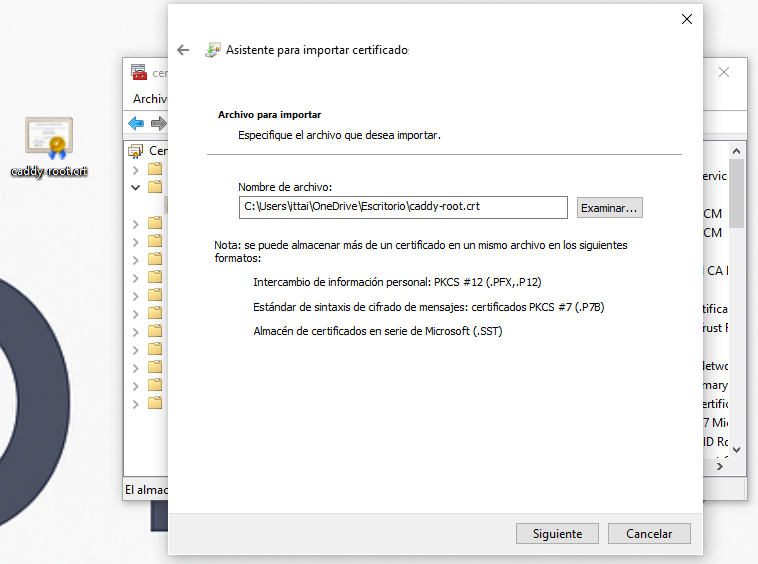 Asistente para importar certificados
cer
Archiv
caddy-root.crt
Cer
Archivo para importar
Especifique el archivo que desea importar.
Nombre de archivo:
C:\Users\ittai\OneDrive\Escritorio\caddy-root.crt
Examinar...
Nota: se puede almacenar más de un certificado en un mismo archivo en los siguientes
formatos:
Intercambio de información personal: PKCS #12 (.PFX,.P12)
Estándar de sintaxis de cifrado de mensajes: certificados PKCS #7 (.P7B)
Almacén de certificados en serie de Microsoft (.SST)
ervic
CM
CM
CA
tifica
rust
letwo
mary
ertific
7 Mi
ID Ro
El almac
Siguiente
Cancelar